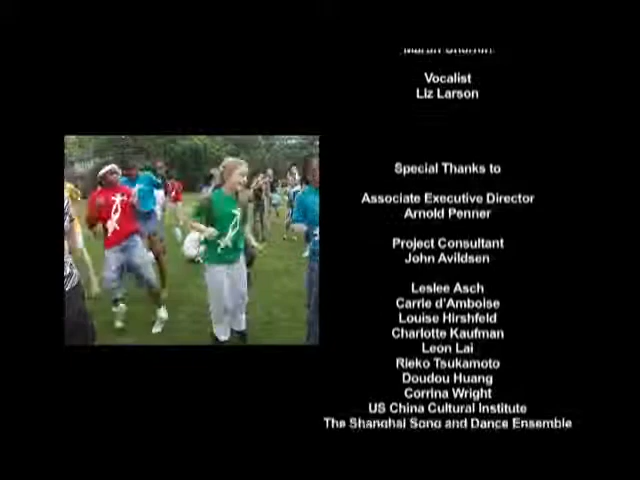 Vocalist
Liz Larson
Special Thanks to
Associate Executive Director
Arnold Penner
Project Consultant
John Avildsen
Leslee Asch
Carrie d'Amboise
Louise Hirshfeld
Charlotte Kaufman
Leon Lai
Rieko Tsukamoto
Doudou Huang
Corrina Wright
US China Cultural Institute
The Shanghai Song and Dance Ensemble